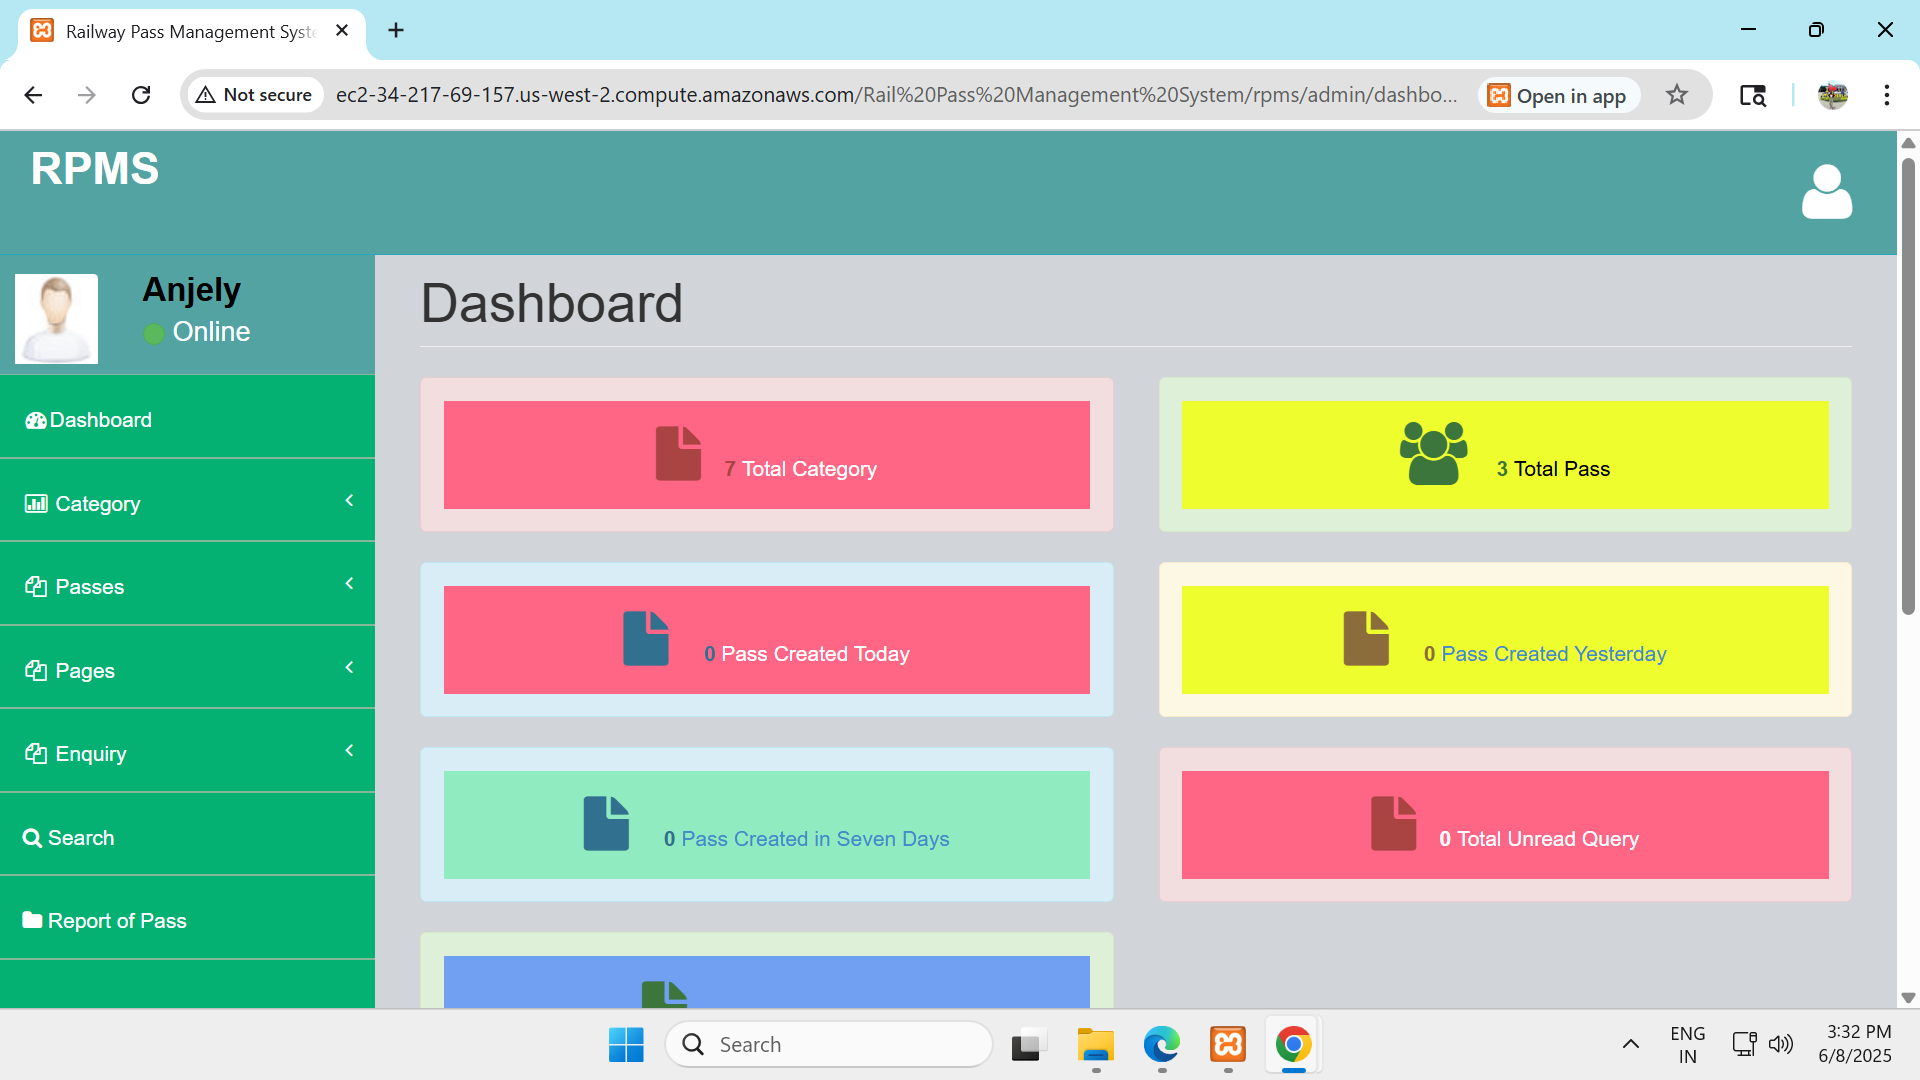 Railway Pass Management Syst
Not secure
ec2-34-217-69-157.us-west-2.compute.amazonaws.com/Rail%20Pass%20Management%20System/rpms/admin/dashbo...
Open in app
RPMS
Anjely
Online
Dashboard
Category
Passes
Pages
Enquiry
Search
Report of Pass
Dashboard
7 Total Category
3 Total Pass
0 Pass Created Today
0 Pass Created Yesterday
0 Pass Created in Seven Days
0 Total Unread Query
Search
ENG
IN
3:32 PM
6/8/2025